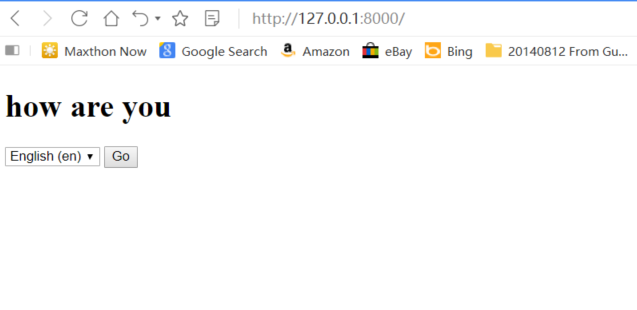 http://127.0.0.1:8000/
Maxthon Now Google Search Amazon eBay Bing 20140812 From Gu...
how are you
English (en) Go